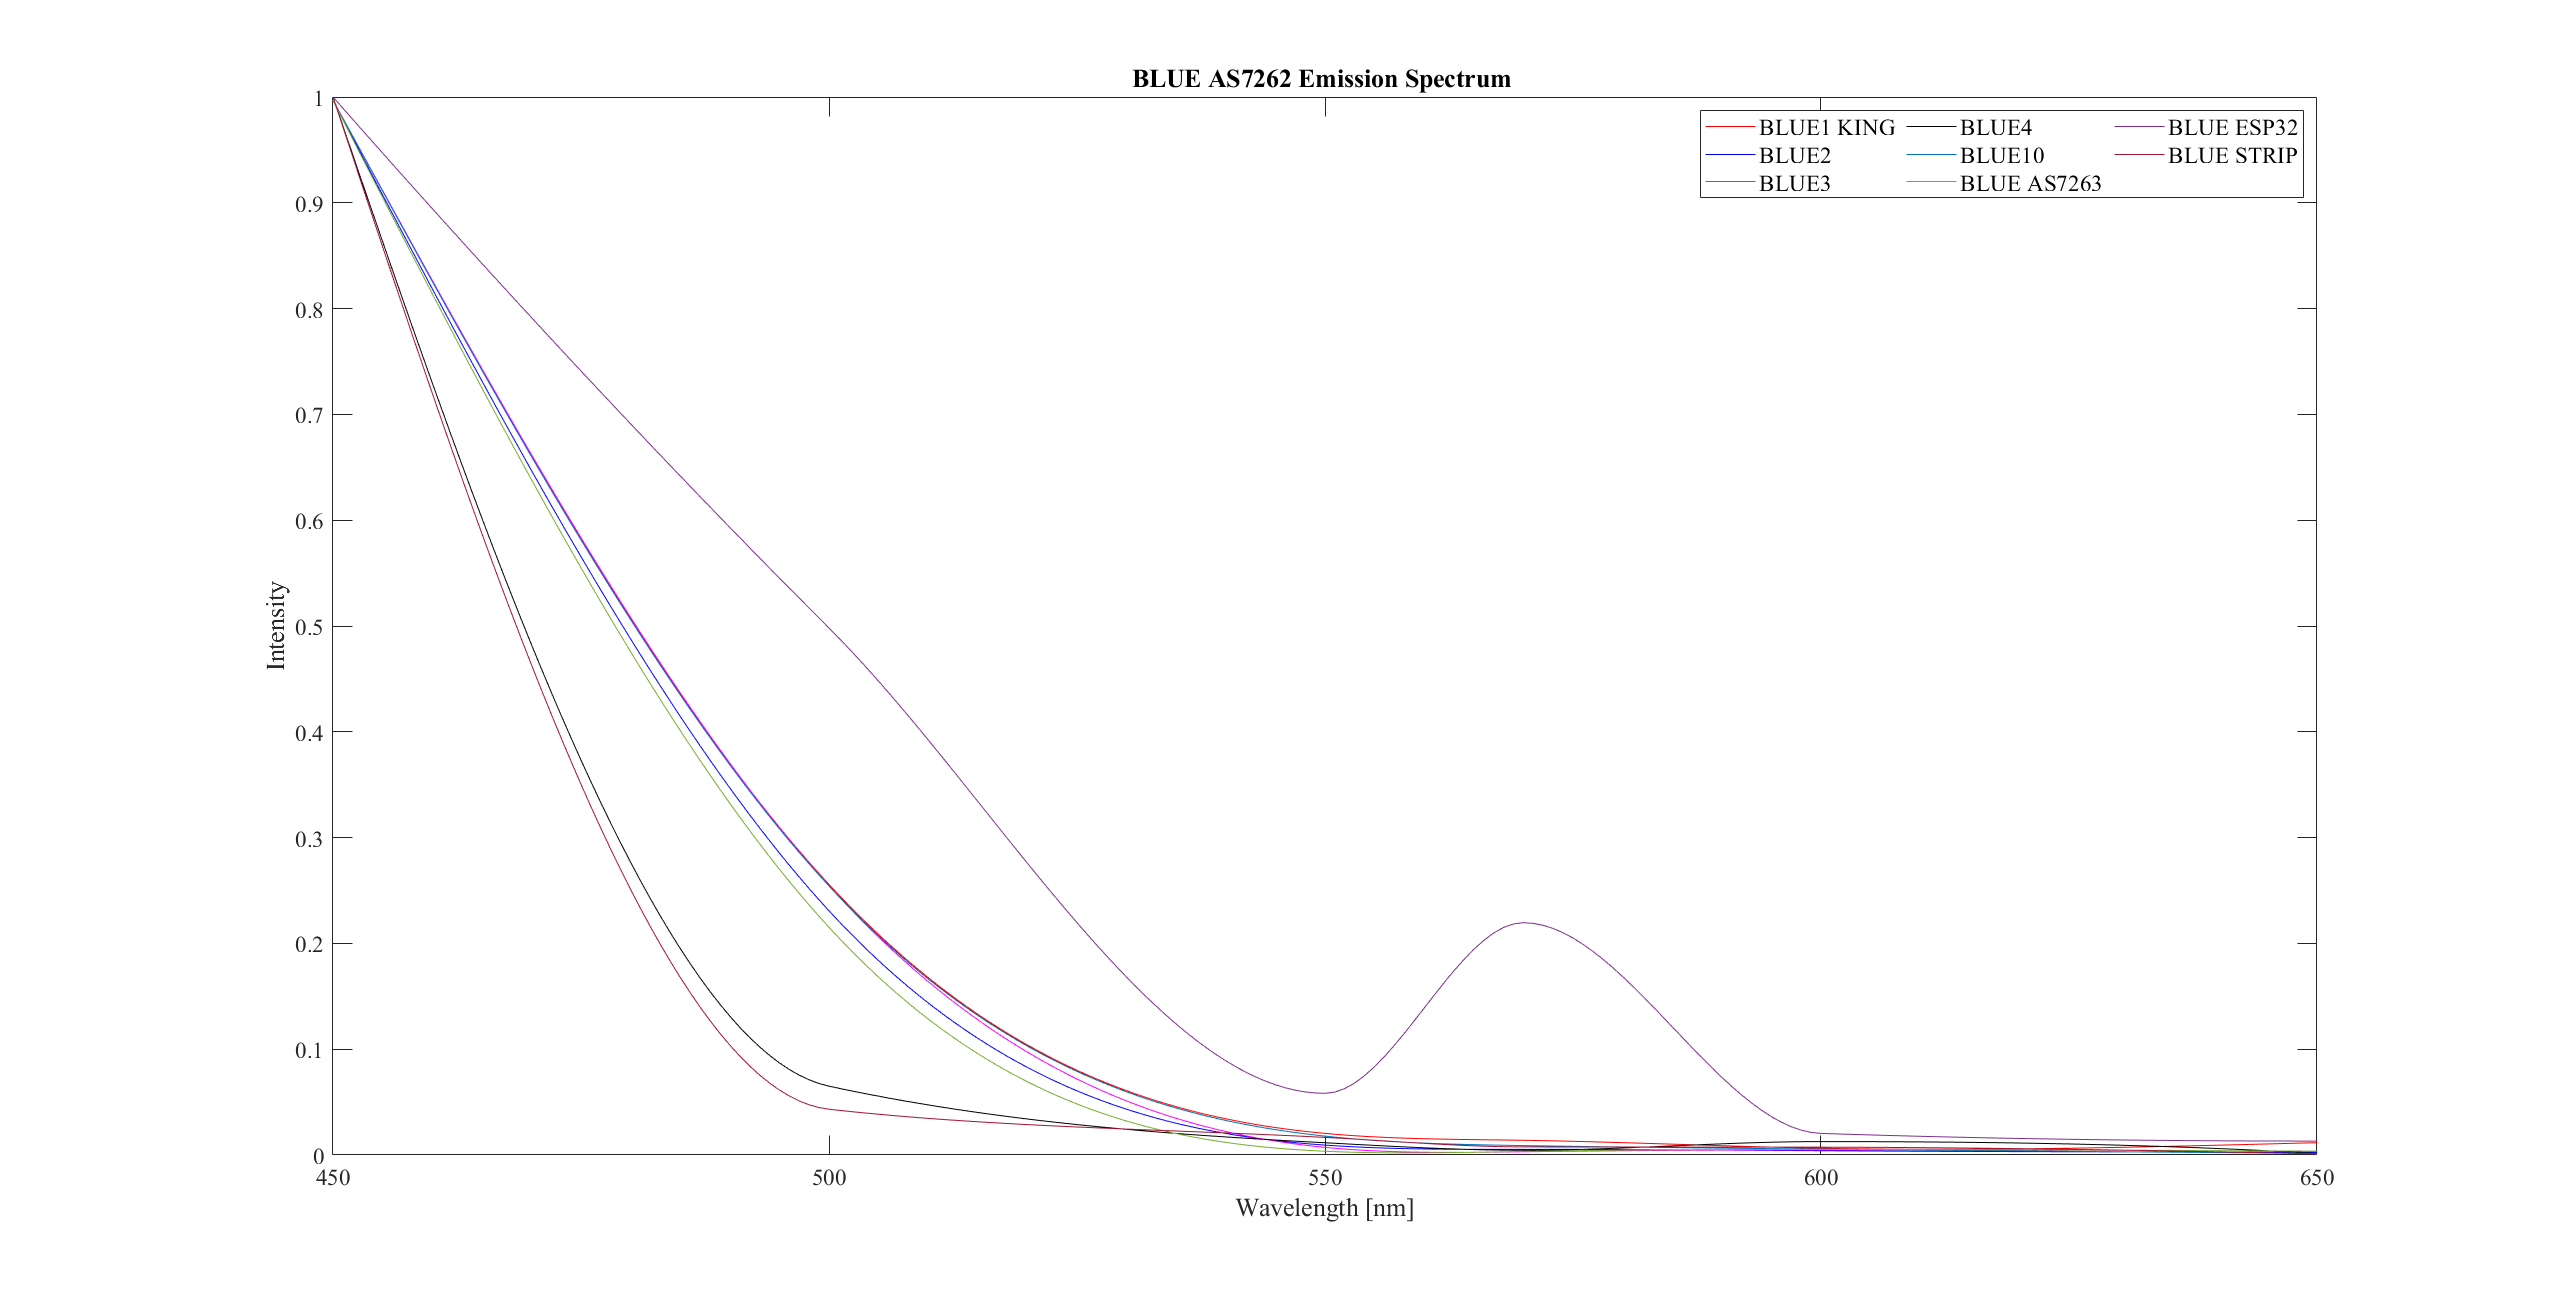 BLUE AS7262 Emission Spectrum
BLUE1 KING BLUE4 BLUE ESP32
BLUE2 BLUE10 BLUE STRIP
BLUE3 BLUE AS7263
1
0.9
0.8
0.7
0.6
0.5
0.4
0.3
0.2
0.1
0
Intensity
450 500 550 600 650
Wavelength [nm]